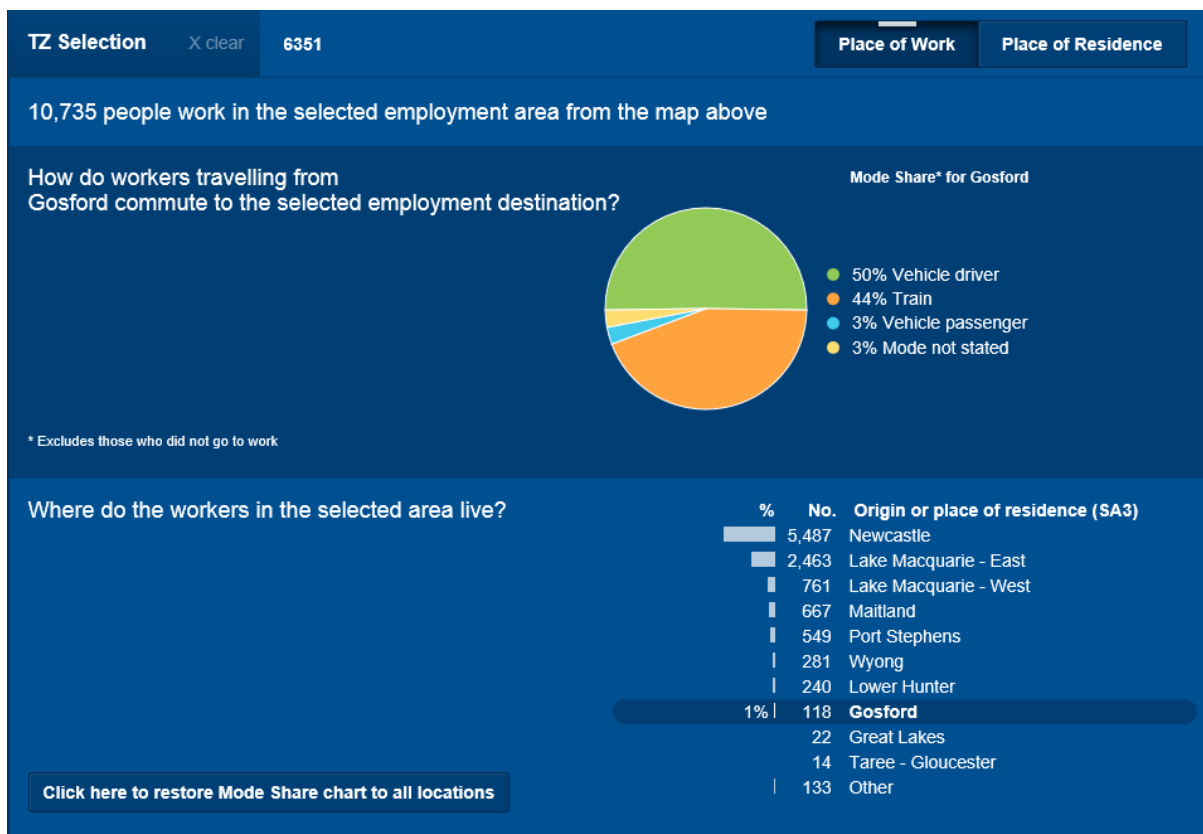 TZ Selection X clear 6351 Place of Work Place of Residence
10,735 people work in the selected employment area from the map above
How do workers travelling from
Gosford commute to the selected employment destination?
Mode Share* for Gosford
50% Vehicle driver
44% Train
3% Vehicle passenger
3% Mode not stated
* Excludes those who did not go to work
Where do the workers in the selected area live?
% No. Origin or place of residence (SA3)
5,487 Newcastle
2,463 Lake Macquarie - East
761 Lake Macquarie - West
667 Maitland
549 Port Stephens
281 Wyong
240 Lower Hunter
1% 118 Gosford
22 Great Lakes
14 Taree - Gloucester
133 Other
Click here to restore Mode Share chart to all locations